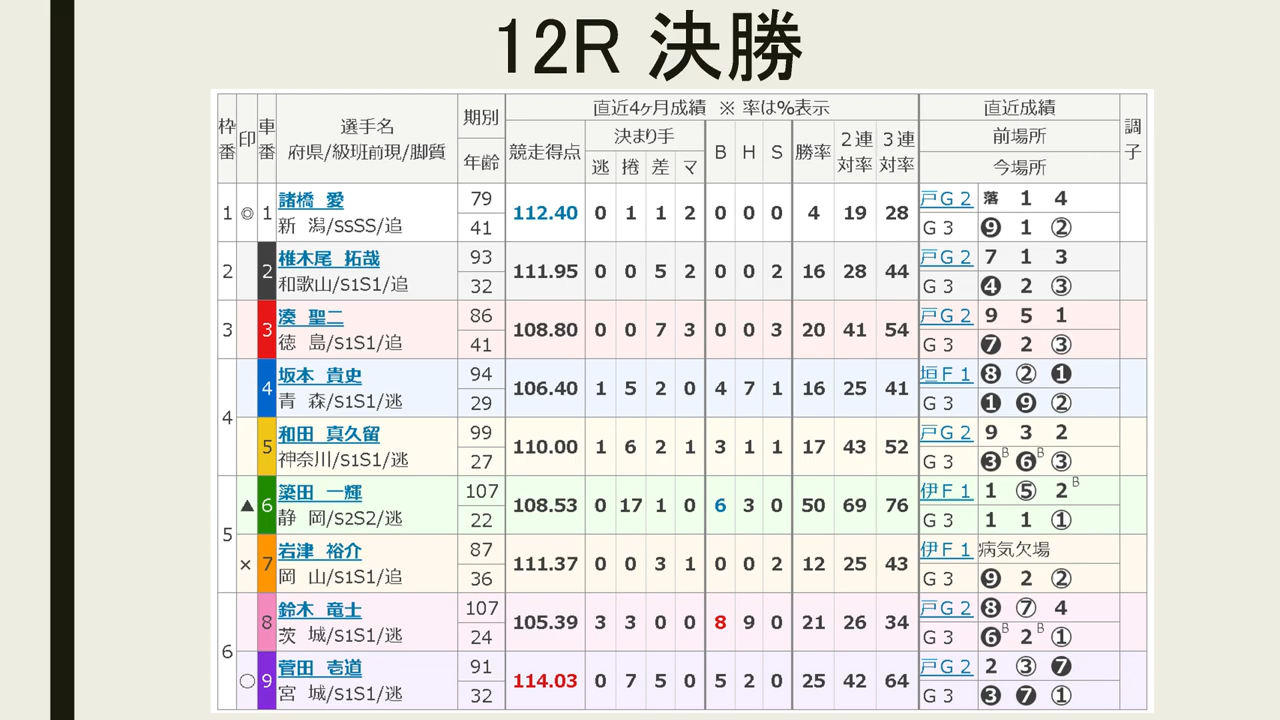 12R 決勝
枠番 印 車番 選手名 府県/級班前現/脚質 期別 年齢 競走得点 直近4ヶ月成績 ※ 率は%表示 直近成績 調子
決まり手 B H S 勝率 2連対率 3連対率 前場所
逃 捲 差 マ 今場所
1 ◎ 1 諸橋 愛 79 112.40 0 1 1 2 0 0 0 4 19 28 戸G2 落 1 4
新 潟/SSSS/追 41 G3 ❾ 1 ②
2 2 椎木尾 拓哉 93 111.95 0 0 5 2 0 0 2 16 28 44 戸G2 7 1 3
和歌山/S1S1/追 32 G3 ❹ 2 ③
3 3 湊 聖二 86 108.80 0 0 7 3 0 0 3 20 41 54 戸G2 9 5 1
徳 島/S1S1/追 41 G3 ❼ 2 ③
4 4 坂本 貴史 94 106.40 1 5 2 0 4 7 1 16 25 41 垣F1 ❽ ② ❶
青 森/S1S1/逃 29 G3 ❶ ❾ ②
5 和田 真久留 99 110.00 1 6 2 1 3 1 1 17 43 52 戸G2 9 3 2
神奈川/S1S1/逃 27 G3 ❸B ❻B ③
5 ▲ 6 簗田 一輝 107 108.53 0 17 1 0 6 3 0 50 69 76 伊F1 1 ⑤ 2B
静 岡/S2S2/逃 22 G3 1 1 ①
× 7 岩津 裕介 87 111.37 0 0 3 1 0 0 2 12 25 43 伊F1 病気欠場
岡 山/S1S1/追 36 G3 ❾ 2 ②
6 8 鈴木 竜士 107 105.39 3 3 0 0 8 9 0 21 26 34 戸G2 ❽ ⑦ 4
茨 城/S1S1/逃 24 G3 ❻B 2B ①
○ 9 菅田 壱道 91 114.03 0 7 5 0 5 2 0 25 42 64 戸G2 2 ③ ❼
宮 城/S1S1/逃 32 G3 ❸ ❼ ①